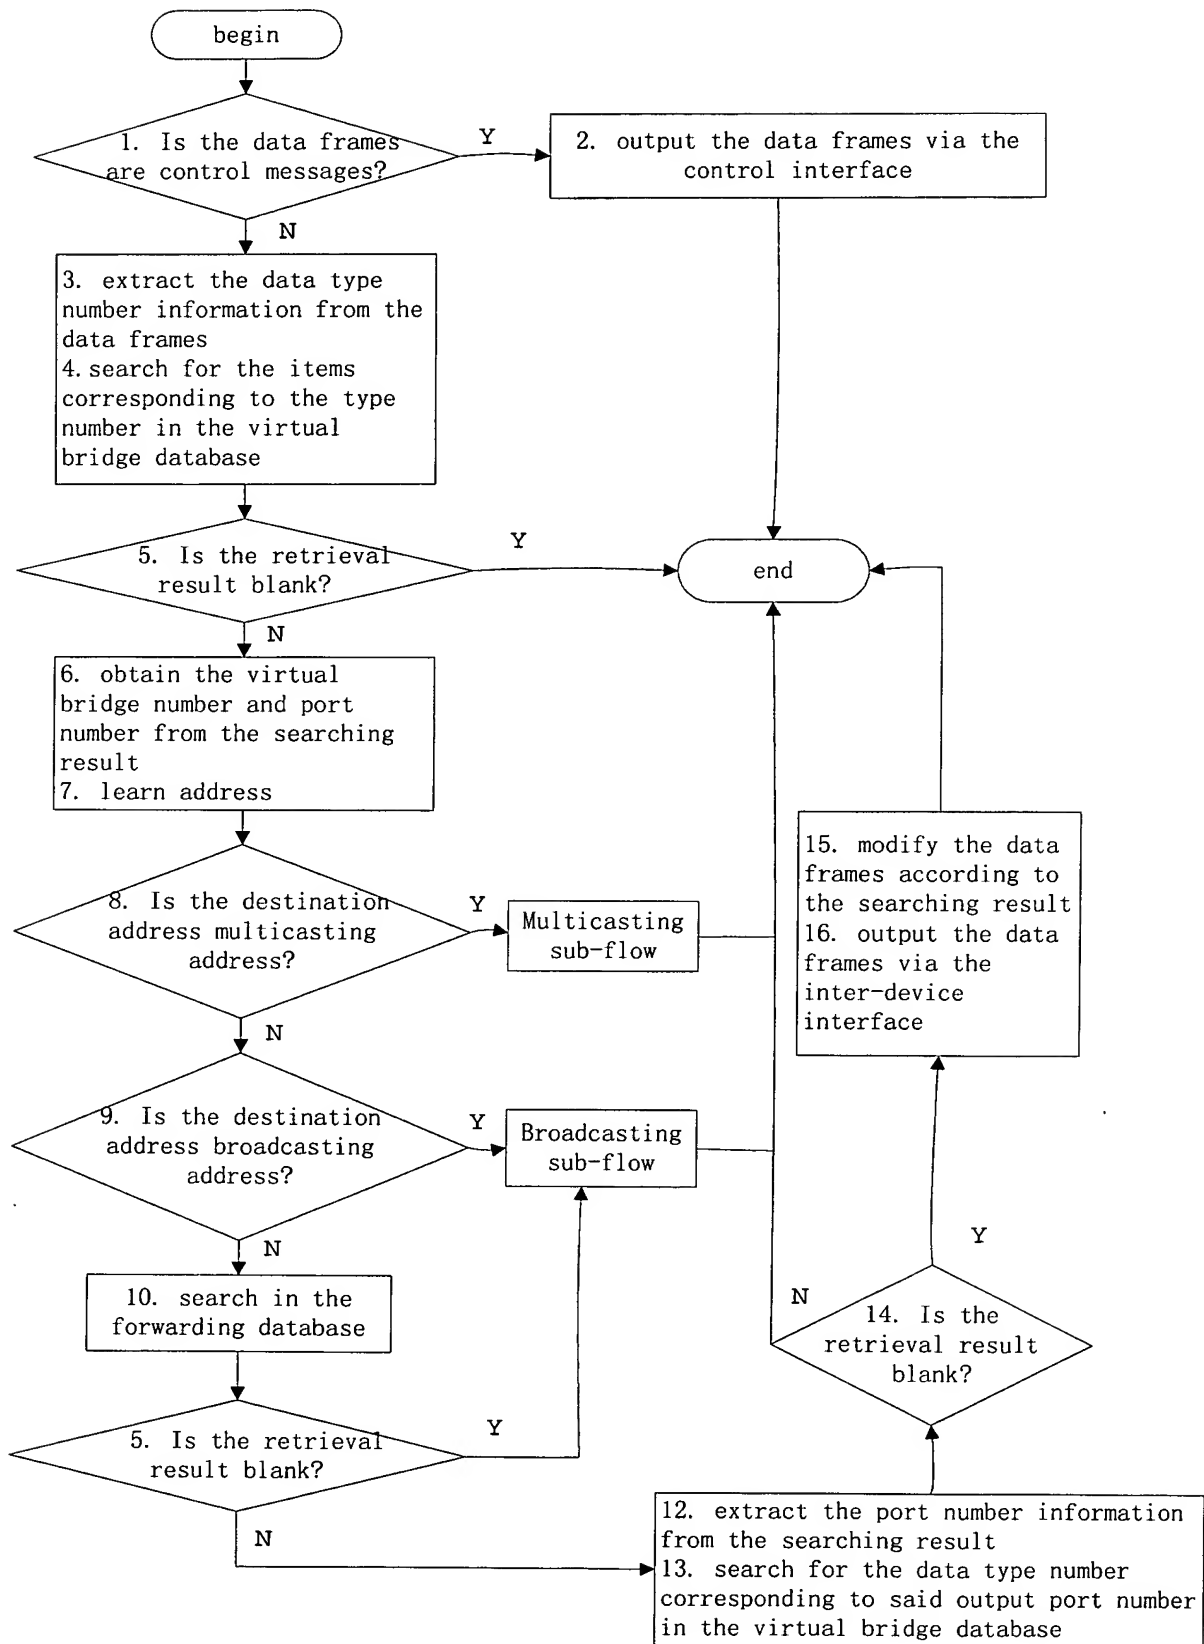 begin
1. Is the data frames
are control messages?
Y
2. output the data frames via the
control interface
N
3. extract the data type
number information from the
data frames
4. search for the items
corresponding to the type
number in the virtual
bridge database
5. Is the retrieval
result blank?
Y
end
N
6. obtain the virtual
bridge number and port
number from the searching
result
7. learn address
8. Is the destination
address multicasting
address?
Y
Multicasting
sub-flow
15. modify the data
frames according to
the searching result
16. output the data
frames via the
inter-device
interface
N
9. Is the destination
address broadcasting
address?
Y
Broadcasting
sub-flow
N
10. search in the
forwarding database
Y
N
14. Is the
retrieval result
blank?
5. Is the retrieval
result blank?
Y
N
12. extract the port number information
from the searching result
13. search for the data type number
corresponding to said output port number
in the virtual bridge database